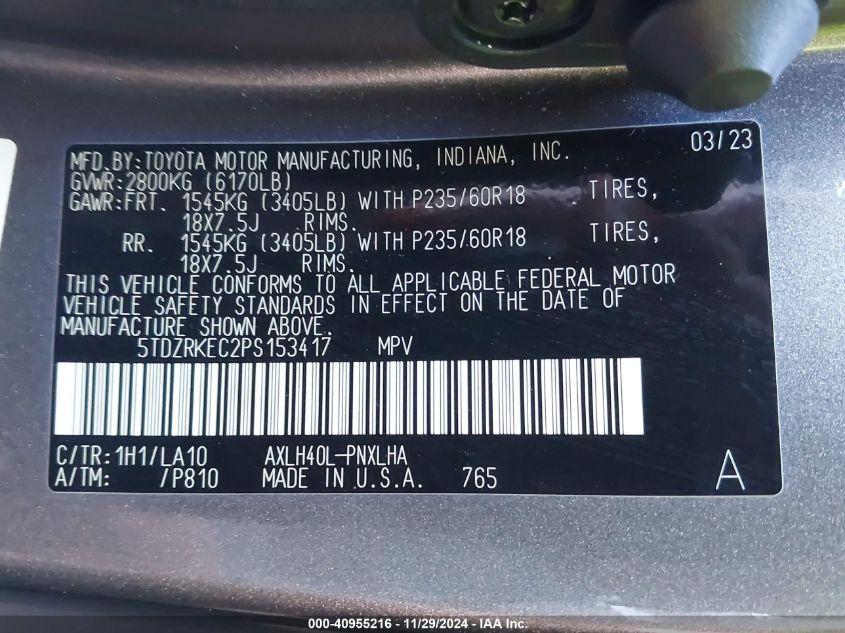 03/23
MFD.BY:TOYOTA MOTOR MANUFACTURING, INDIANA, INC.
GVWR:2800KG (6170LB)
GAWR:FRT. 1545KG (3405LB) WITH P235/60R18 TIRES,
18X7.5J RIMS.
RR. 1545KG (3405LB) WITH P235/60R18 TIRES,
18X7.5J RIMS.
THIS VEHICLE CONFORMS TO ALL APPLICABLE FEDERAL MOTOR
VEHICLE SAFETY STANDARDS IN EFFECT ON THE DATE OF
MANUFACTURE SHOWN ABOVE.
5TDZRKEC2PS153417 MPV
C/TR:1H1/LA10 AXLH40L-PNXLHA
A/TM: /P810 MADE IN U.S.A. 765 A
000-40955216 - 11/29/2024 - IAA Inc.